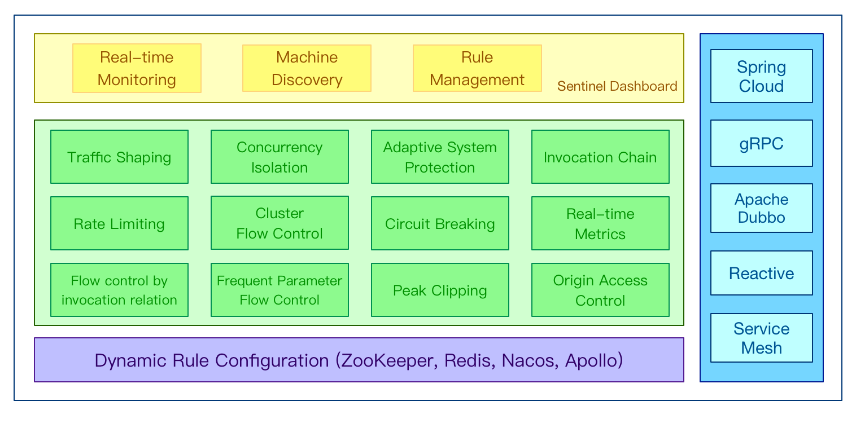 Real-time
Monitoring
Machine
Discovery
Rule
Management
Sentinel Dashboard
Traffic Shaping
Concurrency
Isolation
Adaptive System
Protection
Invocation Chain
Rate Limiting
Cluster
Flow Control
Circuit Breaking
Real-time
Metrics
Flow control by
invocation relation
Frequent Parameter
Flow Control
Peak Clipping
Origin Access
Control
Dynamic Rule Configuration (ZooKeeper, Redis, Nacos, Apollo)
Spring
Cloud
gRPC
Apache
Dubbo
Reactive
Service
Mesh